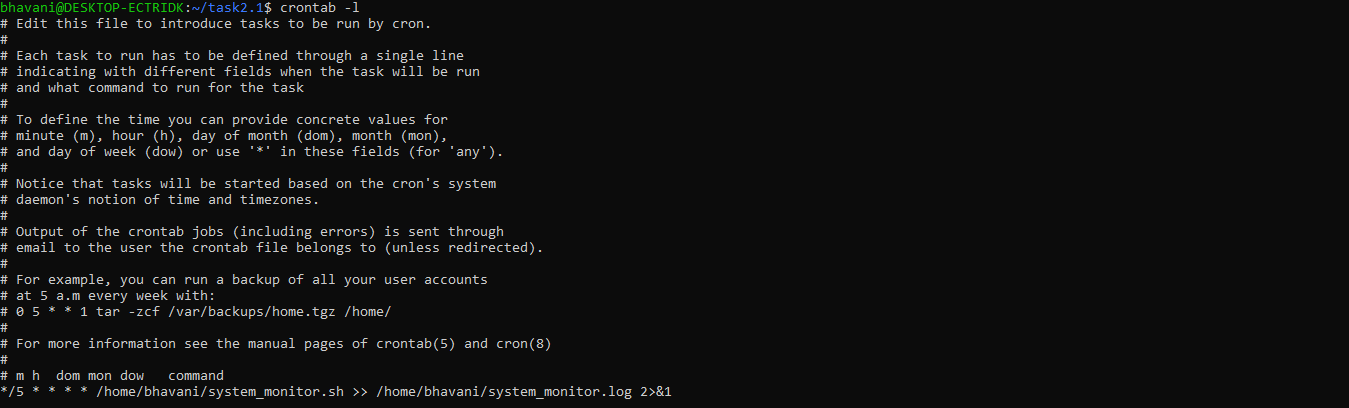 bhavani@DESKTOP-ECTRIDK:~/task2.1$ crontab -l
# Edit this file to introduce tasks to be run by cron.
#
# Each task to run has to be defined through a single line
# indicating with different fields when the task will be run
# and what command to run for the task
#
# To define the time you can provide concrete values for
# minute (m), hour (h), day of month (dom), month (mon),
# and day of week (dow) or use '*' in these fields (for 'any').
#
# Notice that tasks will be started based on the cron's system
# daemon's notion of time and timezones.
#
# Output of the crontab jobs (including errors) is sent through
# email to the user the crontab file belongs to (unless redirected).
#
# For example, you can run a backup of all your user accounts
# at 5 a.m every week with:
# 0 5 * * 1 tar -zcf /var/backups/home.tgz /home/
#
# For more information see the manual pages of crontab(5) and cron(8)
#
# m h  dom mon dow   command
*/5 * * * * /home/bhavani/system_monitor.sh >> /home/bhavani/system_monitor.log 2>&1